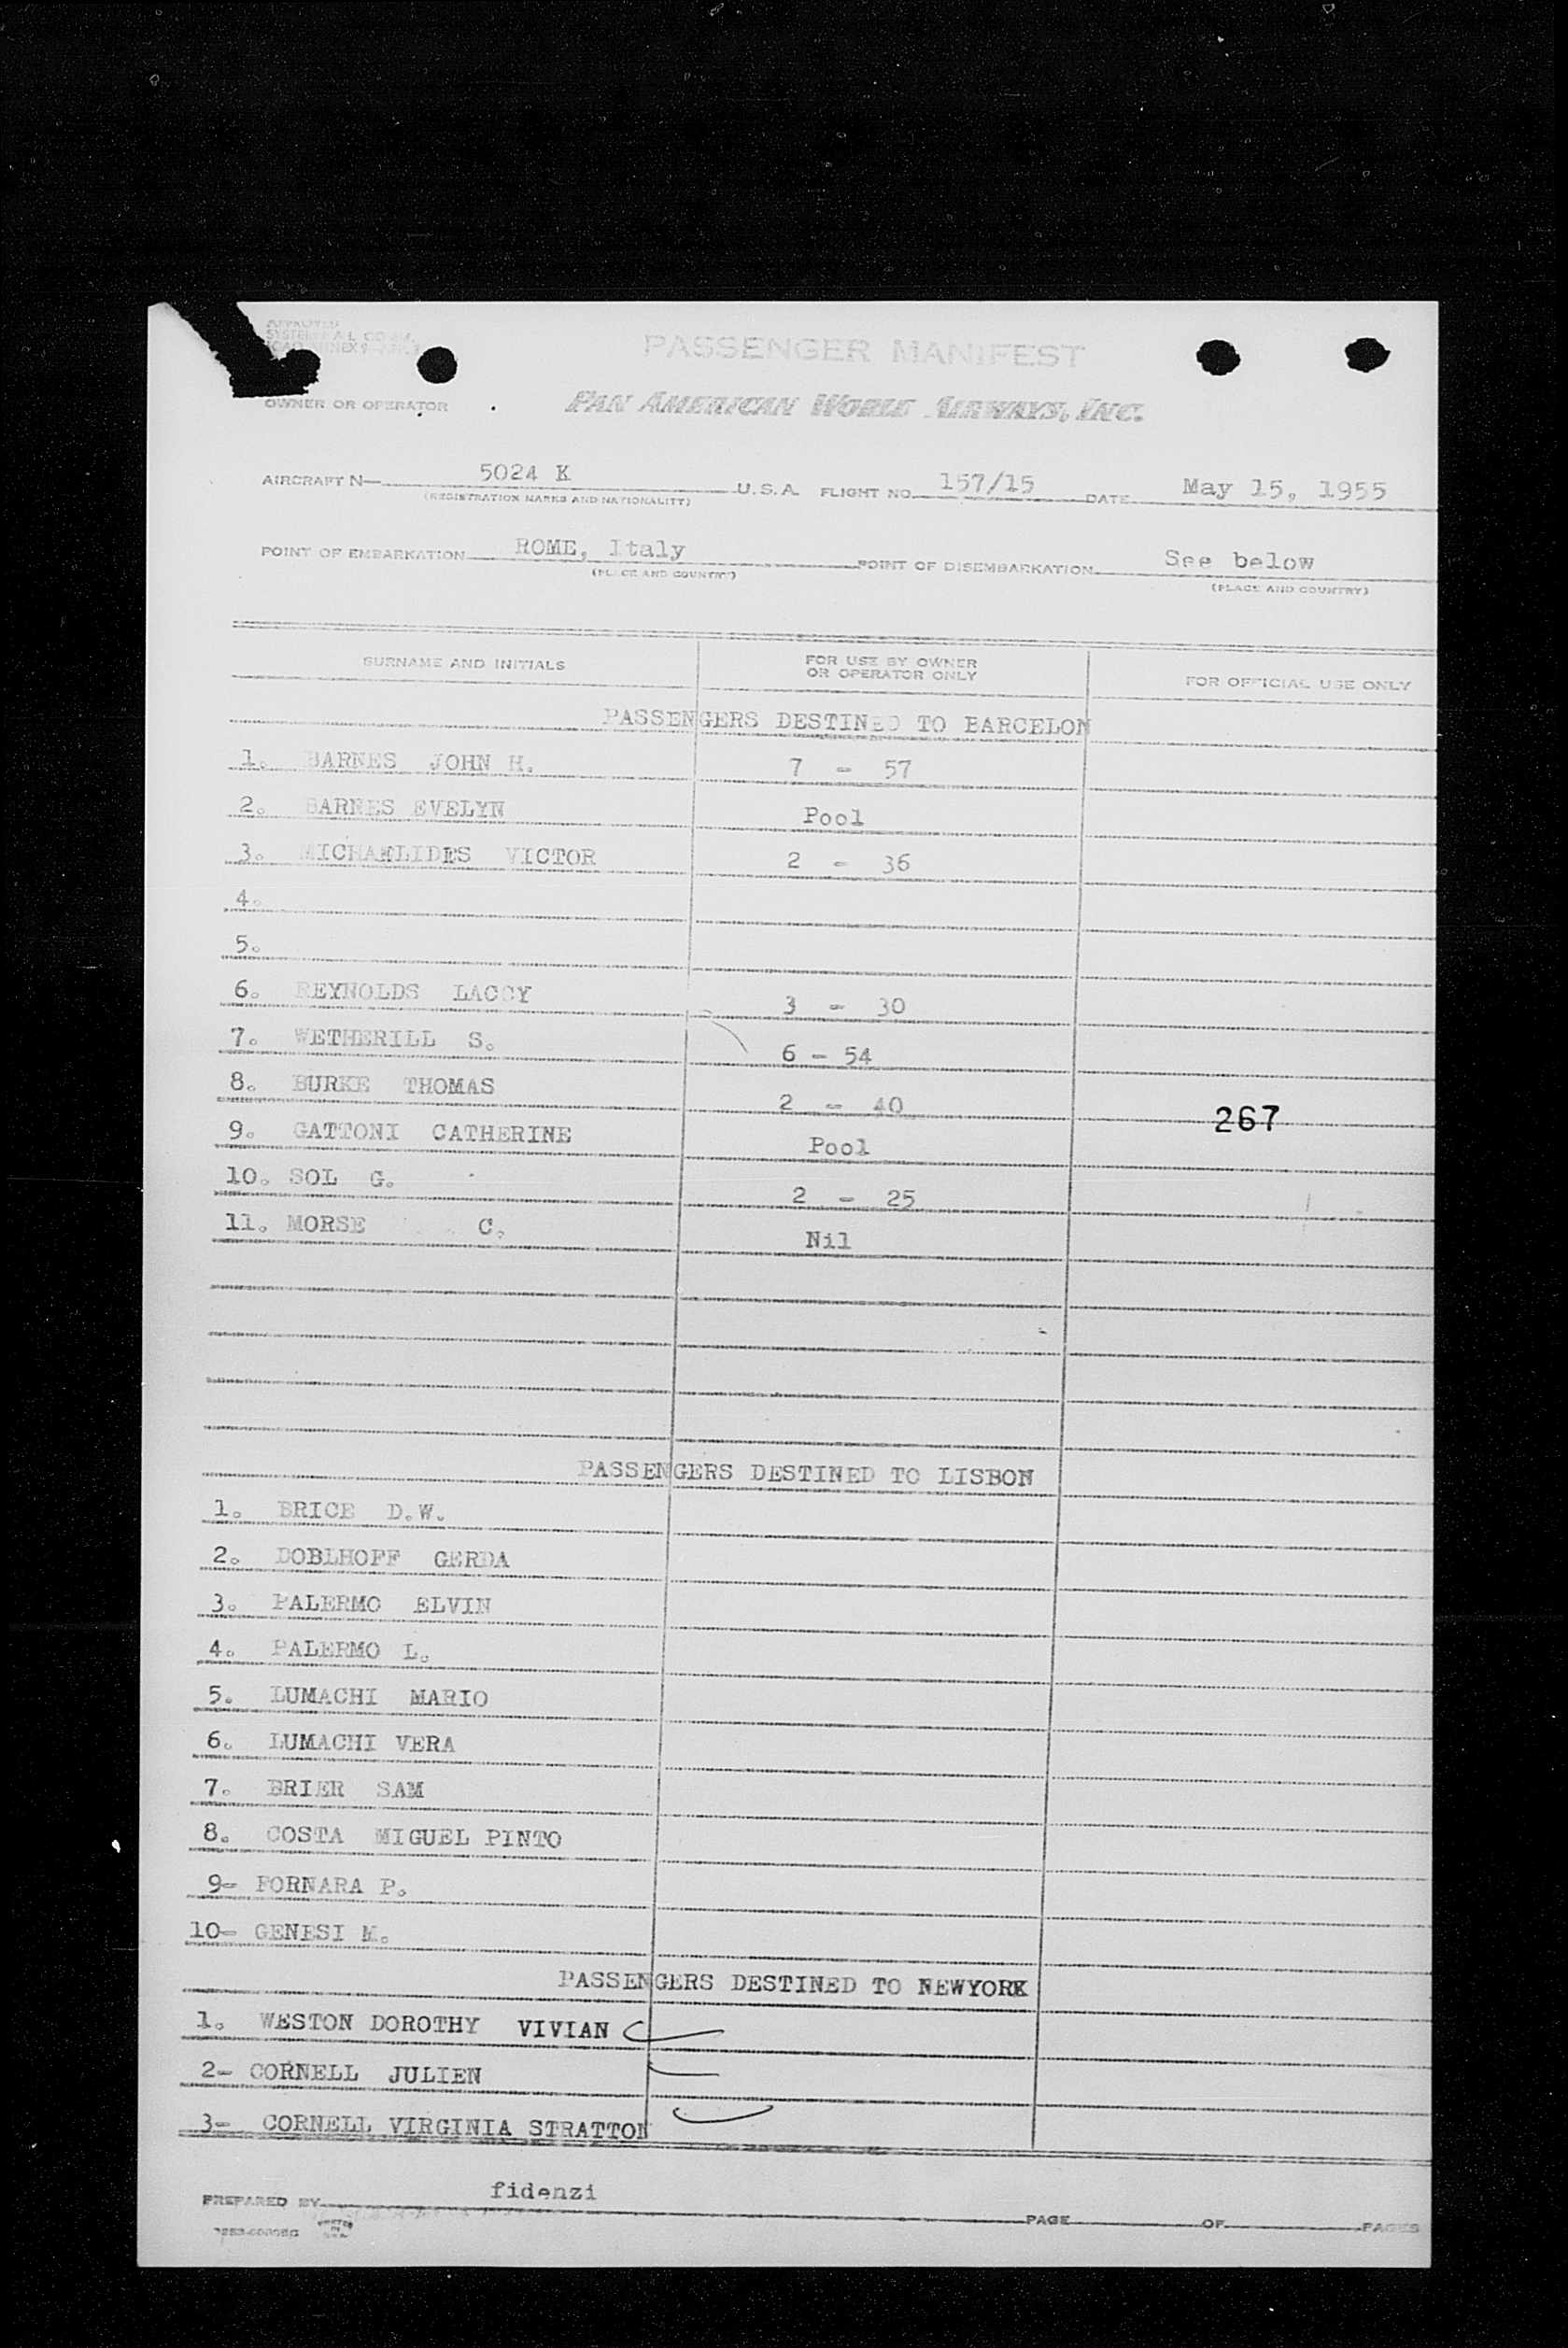 PASSENGER MANIFEST
OWNER OR OPERATOR
PAN AMERICAN WORLD AIRWAYS, INC.
AIRCRAFT N— 5024 K U.S.A. FLIGHT NO. 157/15 DATE May 15, 1955
(REGISTRATION MARKS AND NATIONALITY)
POINT OF EMBARKATION ROME, Italy POINT OF DISEMBARKATION See below
(PLACE AND COUNTRY) (PLACE AND COUNTRY)
SURNAME AND INITIALS FOR USE BY OWNER OR OPERATOR ONLY FOR OFFICIAL USE ONLY
PASSENGERS DESTINED TO BARCELON
1. BARNES JOHN H. 7 - 57
2. BARNES EVELYN Pool
3. MICHAELIDES VICTOR 2 - 36
4.
5.
6. REYNOLDS LACCY 3 - 30
7. WETHERILL S. 6 - 54
8. BURKE THOMAS 2 - 40
267
9. GATTONI CATHERINE Pool
10. SOL G. 2 - 25
11. MORSE C. Nil
PASSENGERS DESTINED TO LISBON
1. BRICE D.W.
2. DOBLHOFF GERDA
3. PALERMO ELVIN
4. PALERMO L.
5. LUMACHI MARIO
6. LUMACHI VERA
7. BRIER SAM
8. COSTA MIGUEL PINTO
9- FORNARA P.
10- GENESI M.
PASSENGERS DESTINED TO NEWYORK
1. WESTON DOROTHY VIVIAN
2- CORNELL JULIEN
3- CORNELL VIRGINIA STRATTON
PREPARED BY fidenzi
PAGE OF PAGES